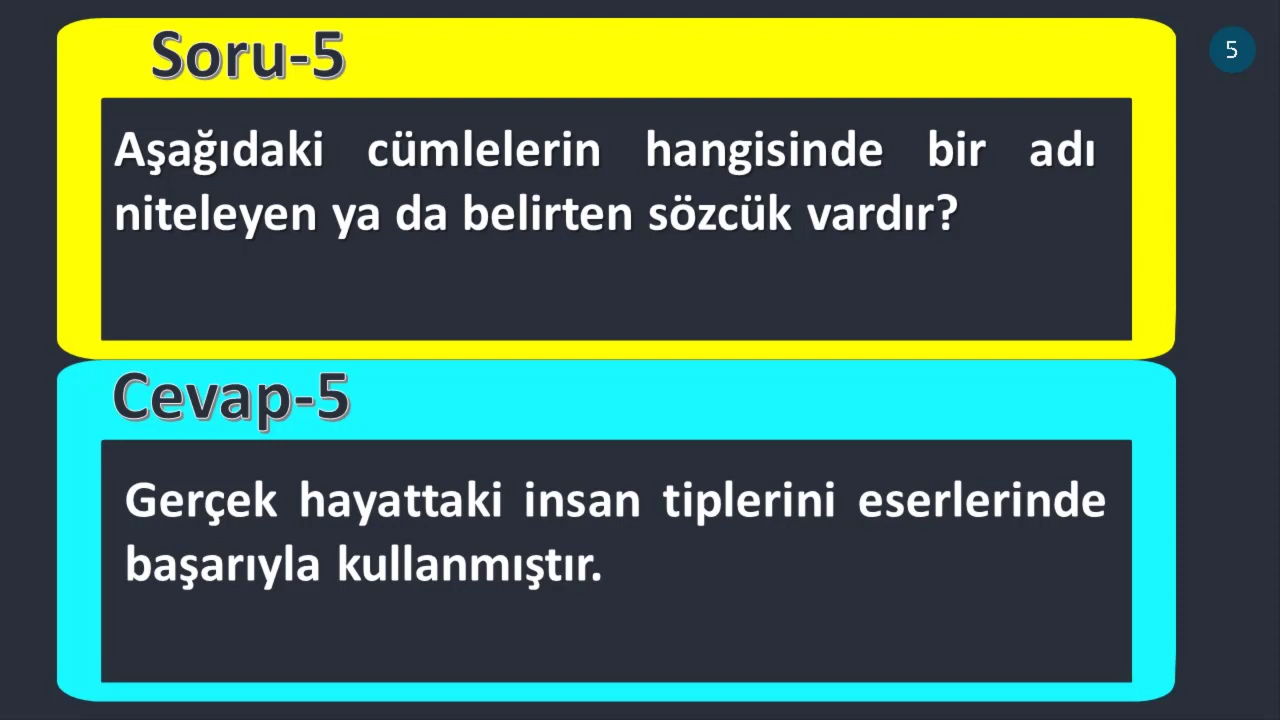 Soru-5
5
Aşağıdaki cümlelerin hangisinde bir adı
niteleyen ya da belirten sözcük vardır?
Cevap-5
Gerçek hayattaki insan tiplerini eserlerinde
başarıyla kullanmıştır.